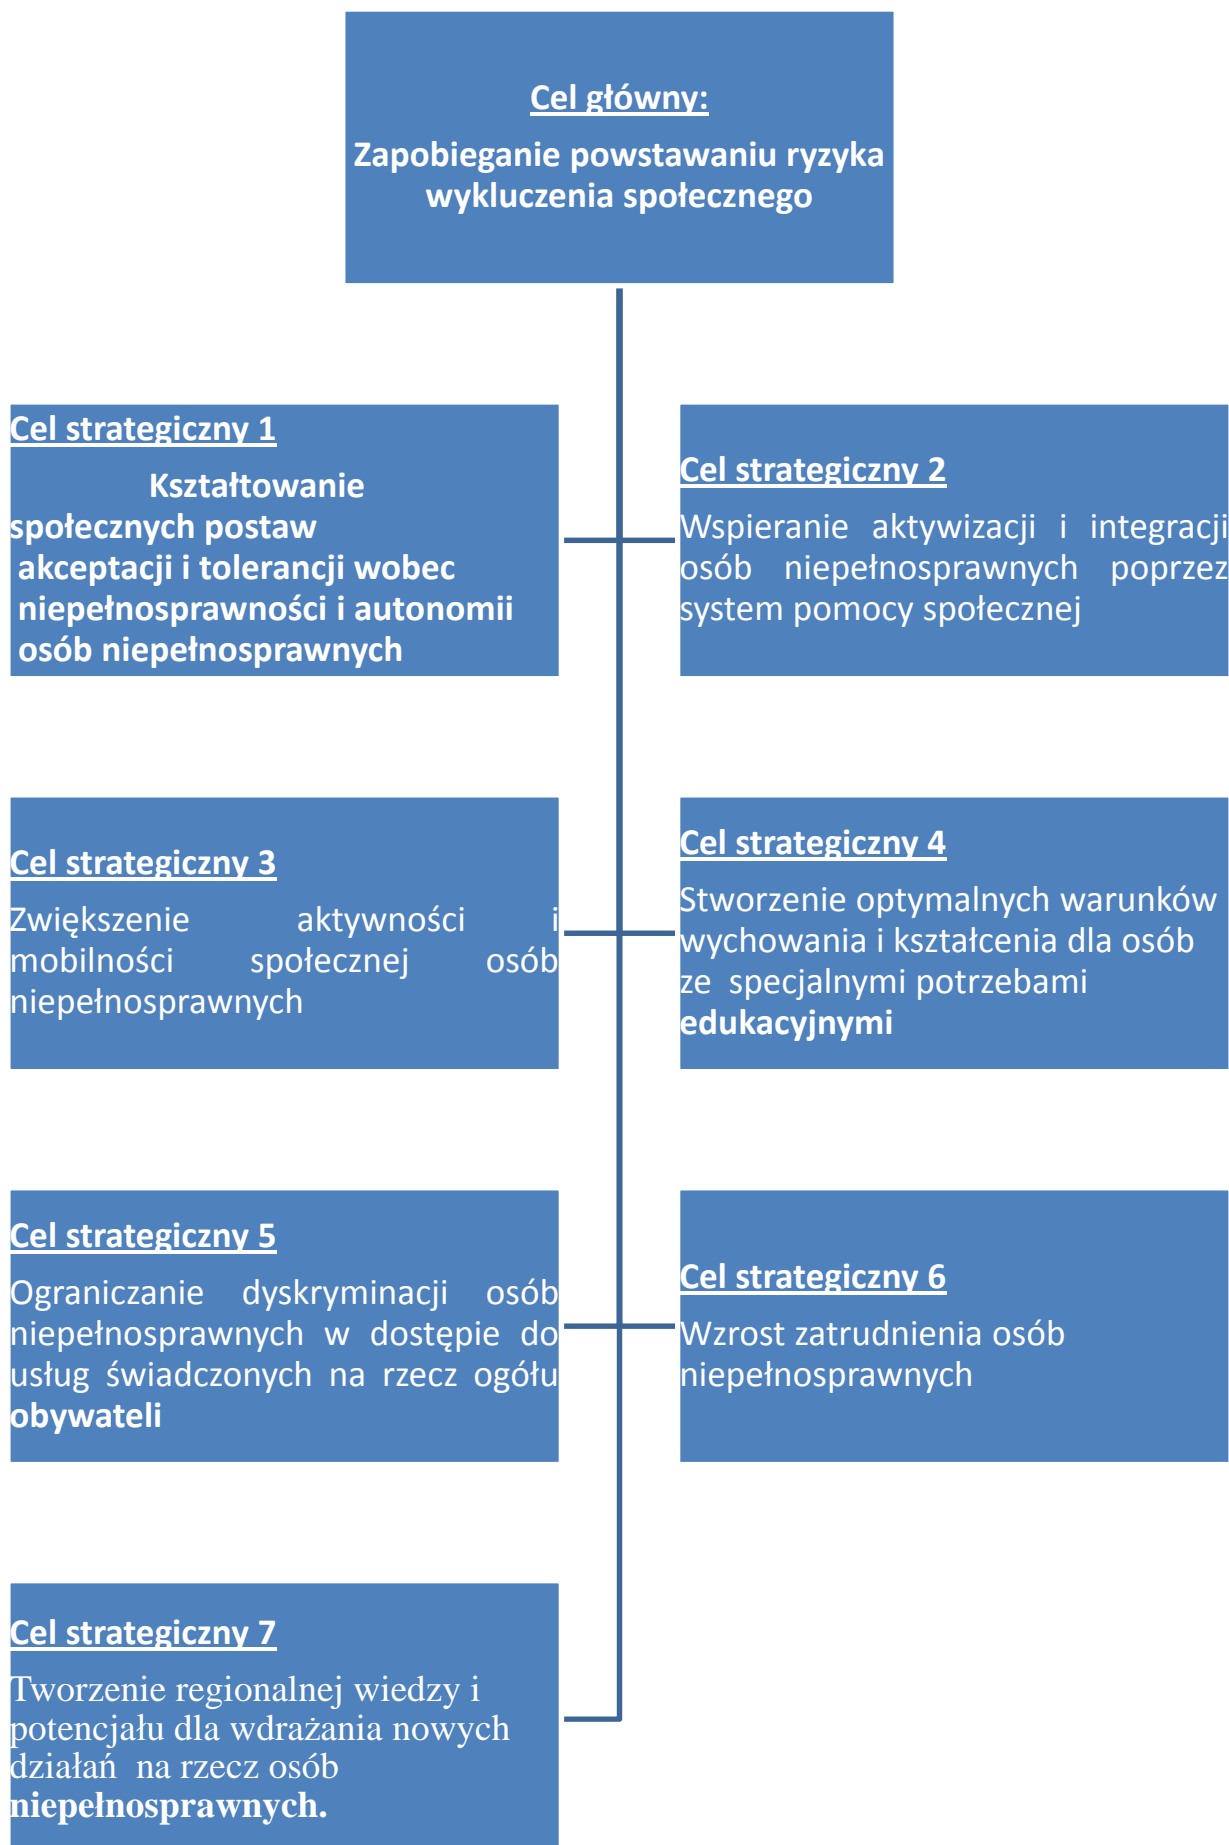 Cel główny:
Zapobieganie powstawaniu ryzyka
wykluczenia społecznego
Cel strategiczny 1
Kształtowanie
społecznych postaw
akceptacji i tolerancji wobec
niepełnosprawności i autonomii
osób niepełnosprawnych
Cel strategiczny 2
Wspieranie aktywizacji i integracji
osób niepełnosprawnych poprzez
system pomocy społecznej
Cel strategiczny 3
Zwiększenie aktywności i
mobilności społecznej osób
niepełnosprawnych
Cel strategiczny 4
Stworzenie optymalnych warunków
wychowania i kształcenia dla osób
ze specjalnymi potrzebami
edukacyjnymi
Cel strategiczny 5
Ograniczanie dyskryminacji osób
niepełnosprawnych w dostępie do
usług świadczonych na rzecz ogółu
obywateli
Cel strategiczny 6
Wzrost zatrudnienia osób
niepełnosprawnych
Cel strategiczny 7
Tworzenie regionalnej wiedzy i
potencjału dla wdrażania nowych
działań na rzecz osób
niepełnosprawnych.